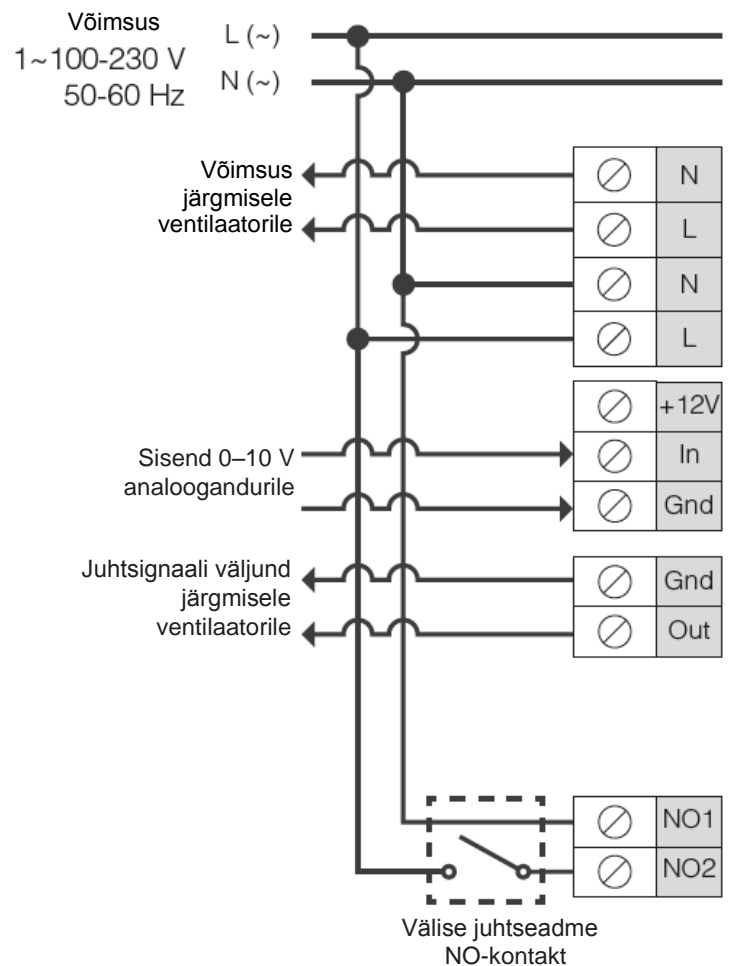 Võimsus
1~100-230 V
50-60 Hz
L (~)
N (~)
Võimsus
järgmisele
ventilaatorile
N
L
N
L
+12V
In
Gnd
Sisend 0–10 V
analoogandurile
Juhtsignaali väljund
järgmisele
ventilaatorile
Gnd
Out
NO1
NO2
Välise juhtseadme
NO-kontakt